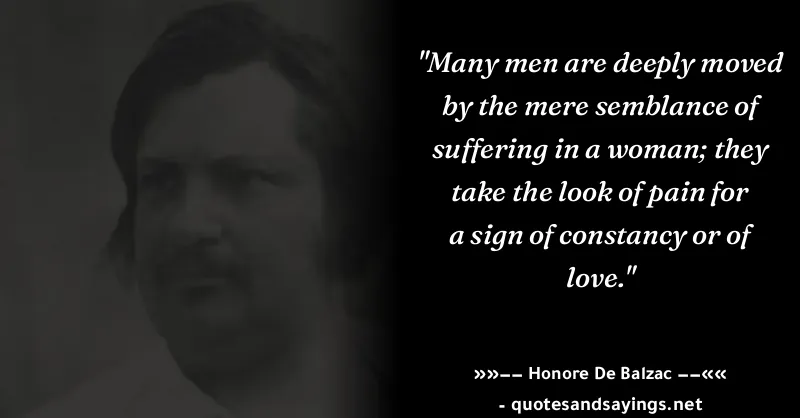 "Many men are deeply moved
by the mere semblance of
suffering in a woman; they
take the look of pain for
a sign of constancy or of
love."
»»–– Honore De Balzac ––««
- quotesandsayings.net